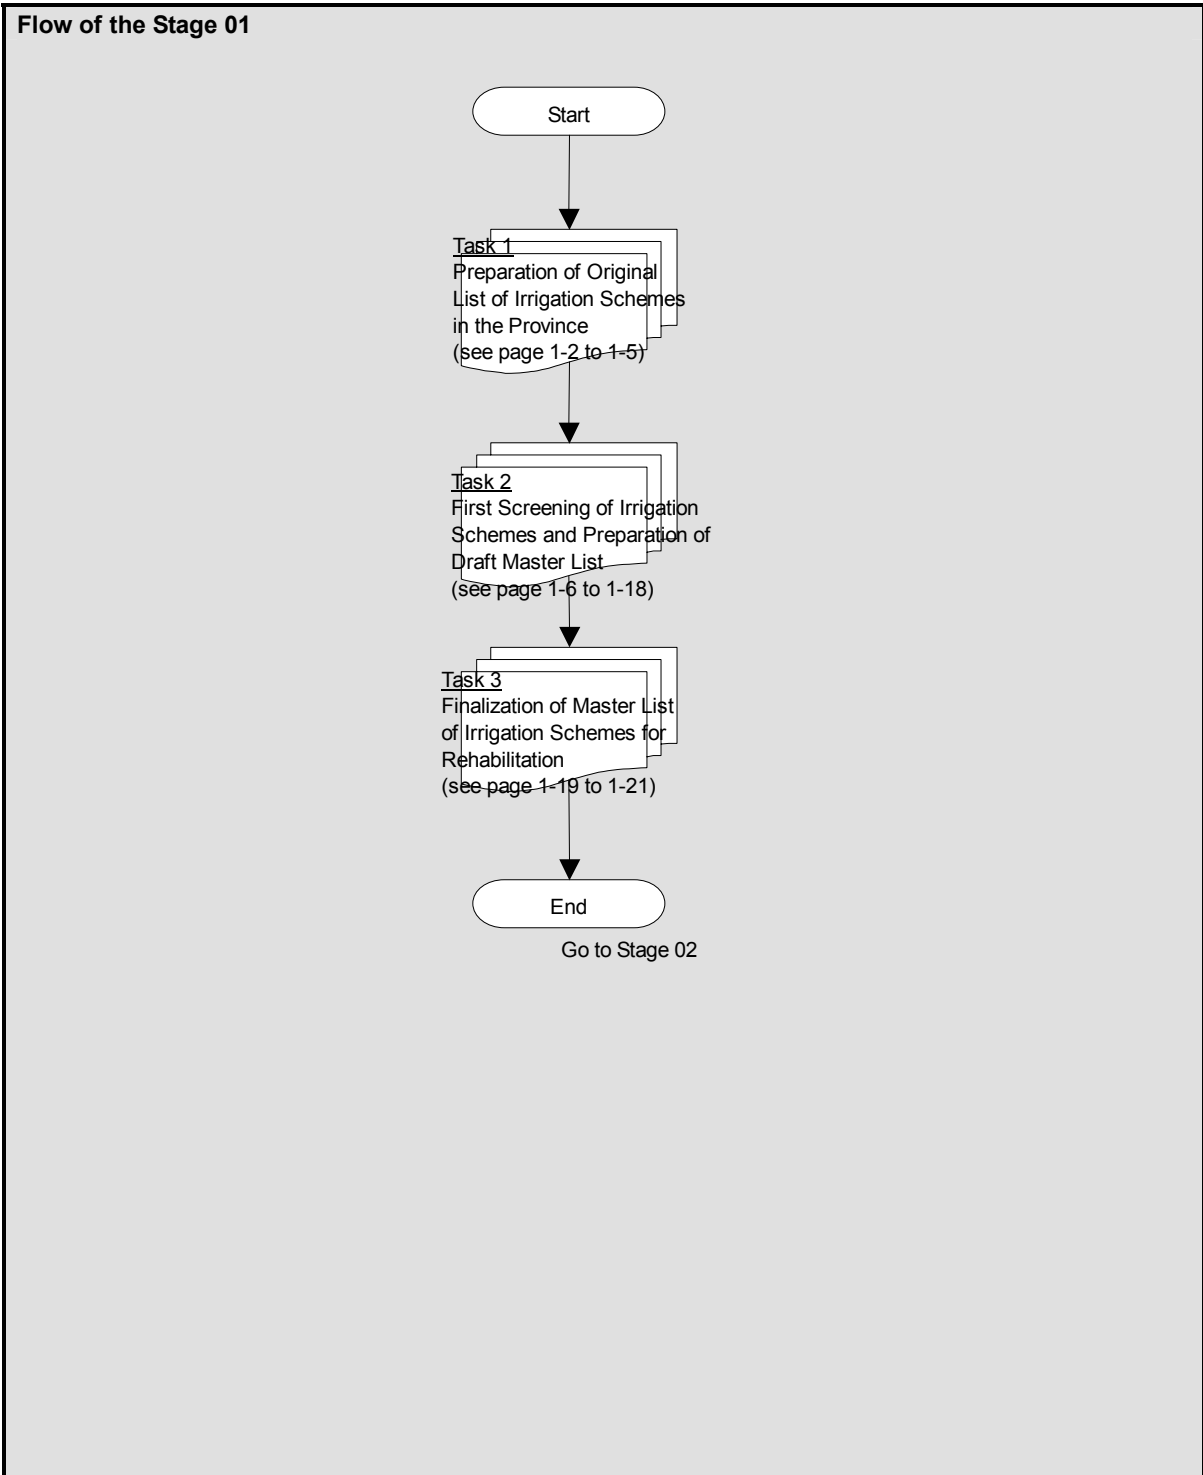 Flow of the Stage 01
Start
Task 1
Preparation of Original
List of Irrigation Schemes
in the Province
(see page 1-2 to 1-5)
Task 2
First Screening of Irrigation
Schemes and Preparation of
Draft Master List
(see page 1-6 to 1-18)
Task 3
Finalization of Master List
of Irrigation Schemes for
Rehabilitation
(see page 1-19 to 1-21)
End
Go to Stage 02